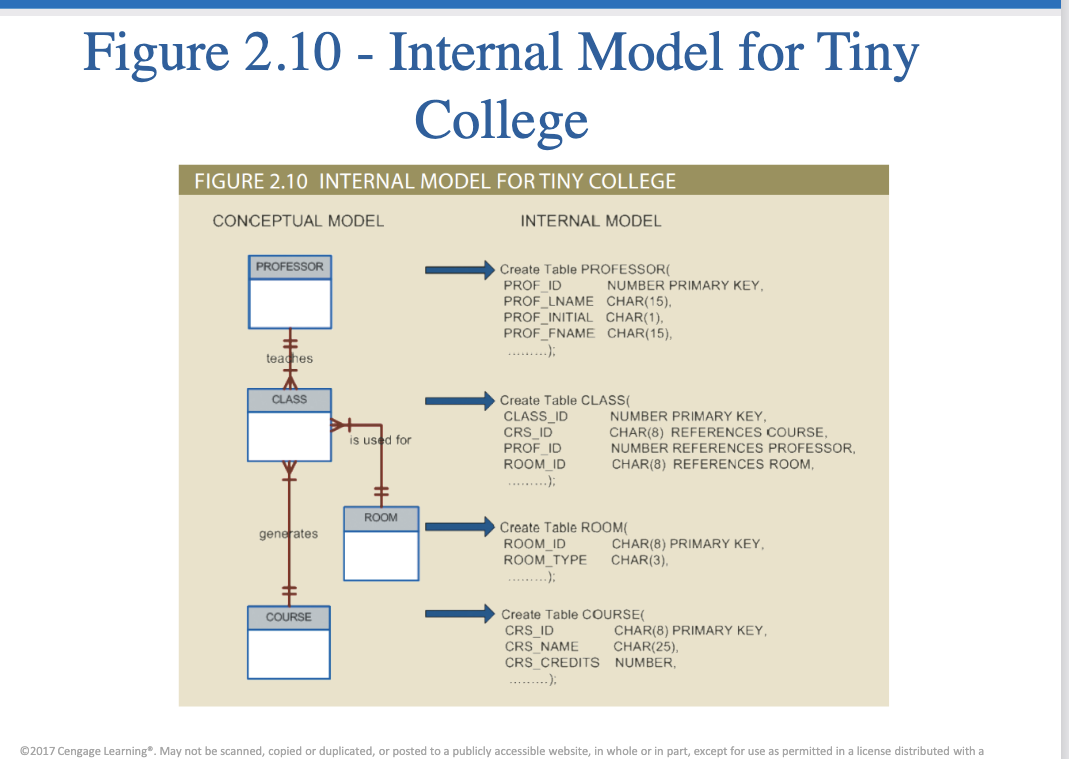 Figure 2.10 - Internal Model for Tiny
College
FIGURE 2.10 INTERNAL MODEL FOR TINY COLLEGE
CONCEPTUAL MODEL
INTERNAL MODEL
PROFESSOR
teaches
CLASS
is used for
ROOM
generates
COURSE
Create Table PROFESSOR(
PROF_ID NUMBER PRIMARY KEY,
PROF_LNAME CHAR(15),
PROF_INITIAL CHAR(1),
PROF_FNAME CHAR(15),
.........);
Create Table CLASS(
CLASS_ID NUMBER PRIMARY KEY,
CRS_ID CHAR(8) REFERENCES COURSE,
PROF_ID NUMBER REFERENCES PROFESSOR,
ROOM_ID CHAR(8) REFERENCES ROOM,
.........);
Create Table ROOM(
ROOM_ID CHAR(8) PRIMARY KEY,
ROOM_TYPE CHAR(3),
.........);
Create Table COURSE(
CRS_ID CHAR(8) PRIMARY KEY,
CRS_NAME CHAR(25),
CRS_CREDITS NUMBER,
.........);
©2017 Cengage Learning®. May not be scanned, copied or duplicated, or posted to a publicly accessible website, in whole or in part, except for use as permitted in a license distributed with a